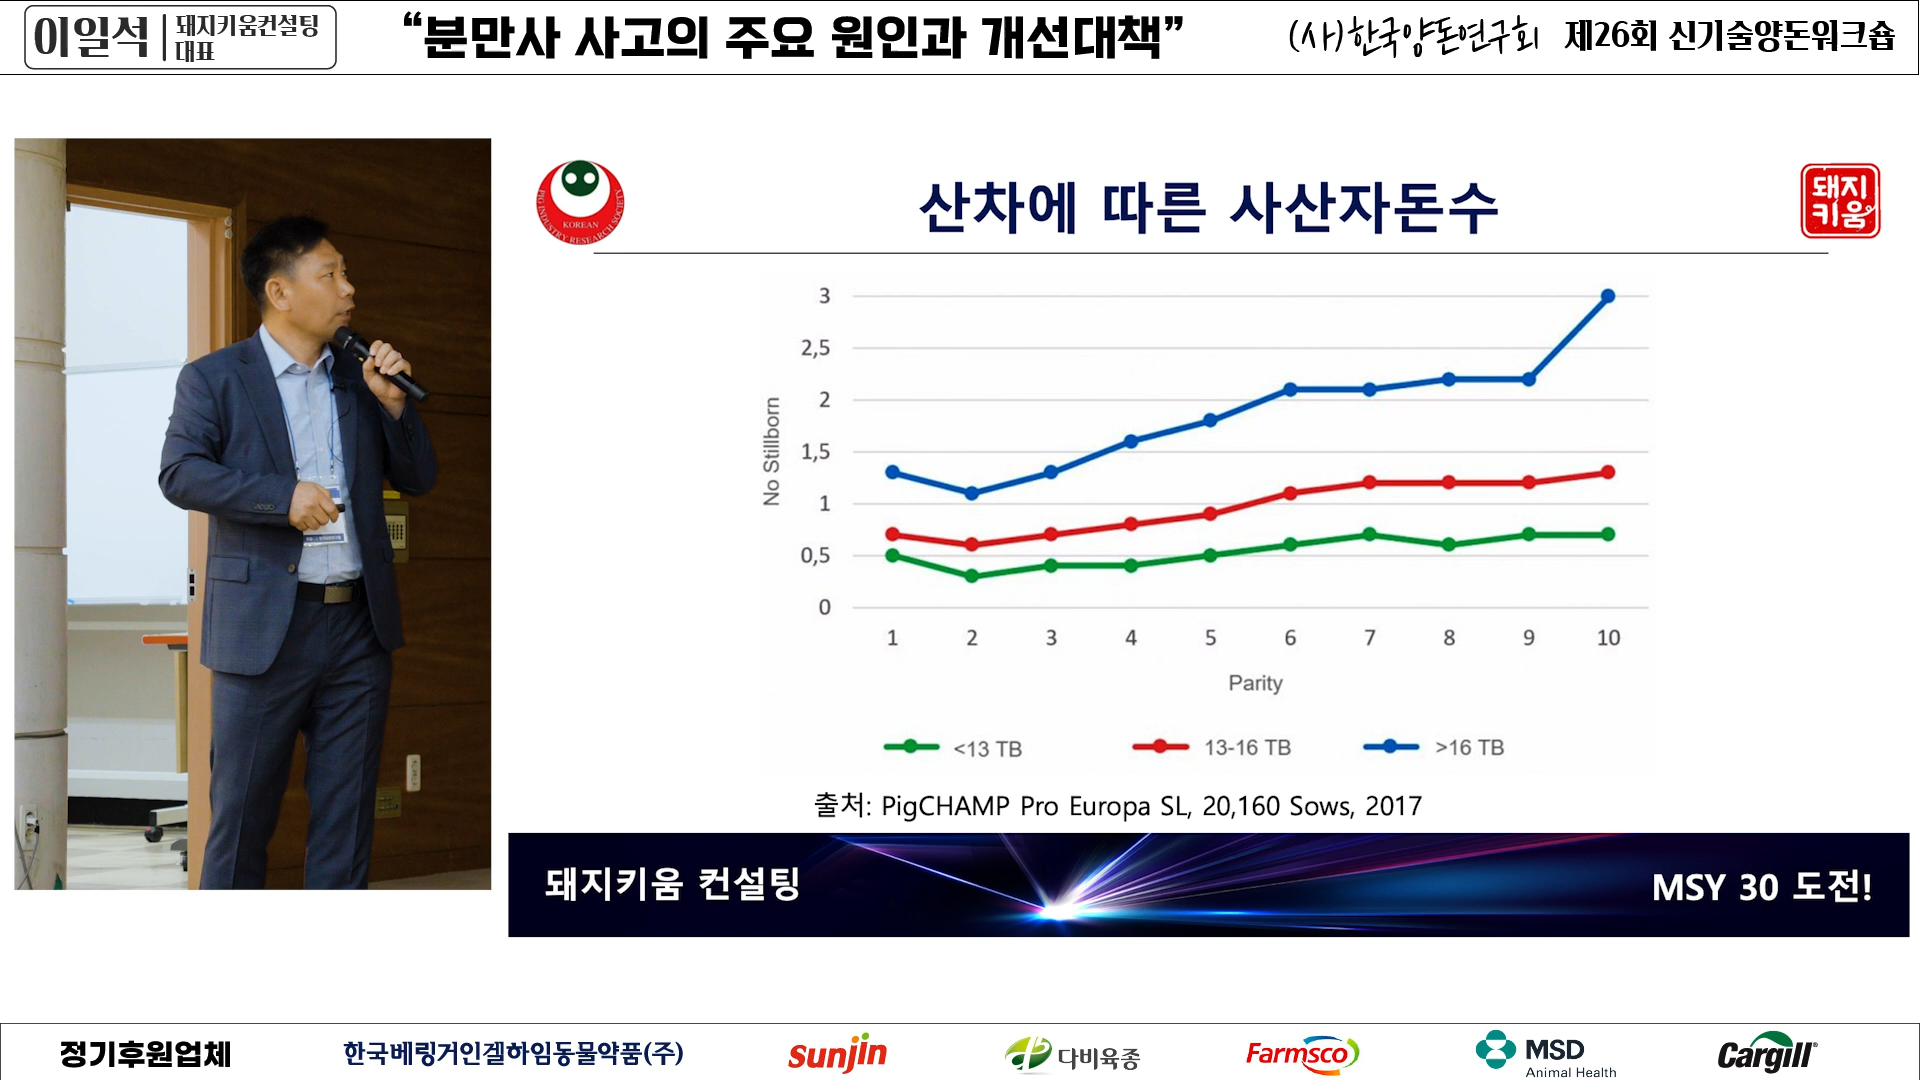 이일석
돼지키움컨설팅
대표
“분만사 사고의 주요 원인과 개선대책”
(사)한국양돈연구회 제26회 신기술양돈워크숍
PIG INDUSTRY RESEARCH SOCIETY
KOREAN
산차에 따른 사산자돈수
돼지
키움
3
2,5
2
1,5
1
0,5
0
No Stillborn
1 2 3 4 5 6 7 8 9 10
Parity
<13 TB 13-16 TB >16 TB
출처: PigCHAMP Pro Europa SL, 20,160 Sows, 2017
돼지키움 컨설팅
MSY 30 도전!
정기후원업체
한국베링거인겔하임동물약품(주)
sunjin
다비육종
Farmsco
MSD
Animal Health
Cargill